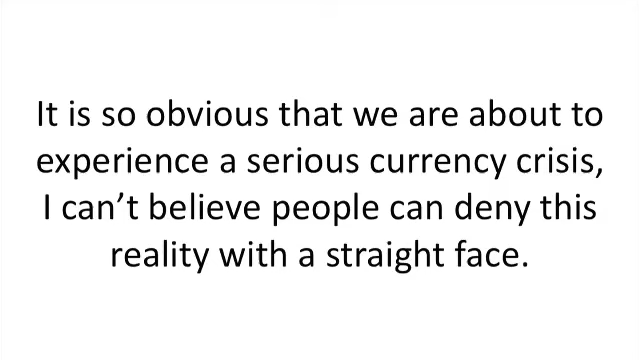 It is so obvious that we are about to
experience a serious currency crisis,
I can’t believe people can deny this
reality with a straight face.